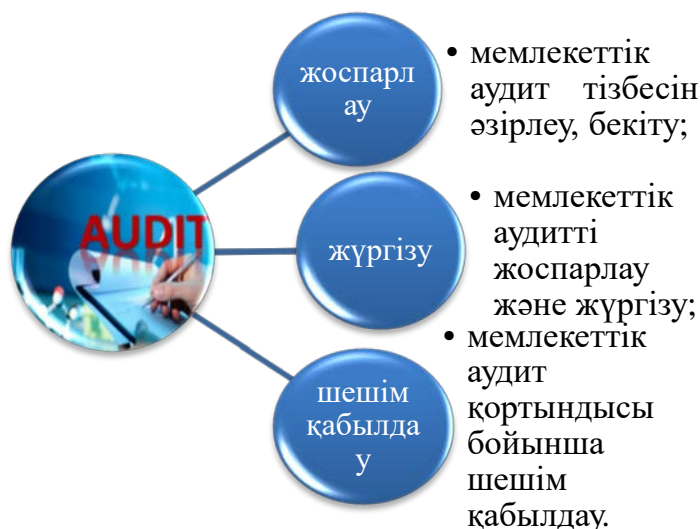 AUDIT
жоспарл
ау
• мемлекеттік
аудит тізбесін
әзірлеу, бекіту;
жүргізу
• мемлекеттік
аудитті
жоспарлау
және жүргізу;
шешім
қабылда
у
• мемлекеттік
аудит
қортындысы
бойынша
шешім
қабылдау.